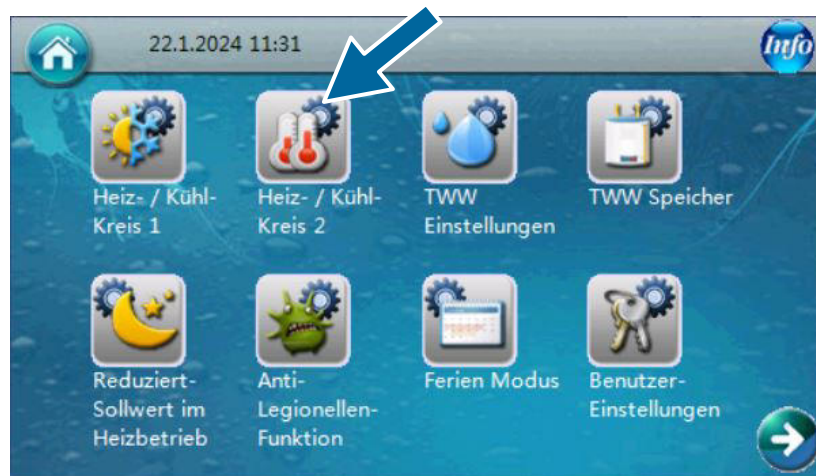 22.1.2024 11:31
Info
Heiz- / Kühl-
Kreis 1
Heiz- / Kühl-
Kreis 2
TWW
Einstellungen
TWW Speicher
Reduziert-
Sollwert im
Heizbetrieb
Anti-
Legionellen-
Funktion
Ferien Modus
Benutzer-
Einstellungen